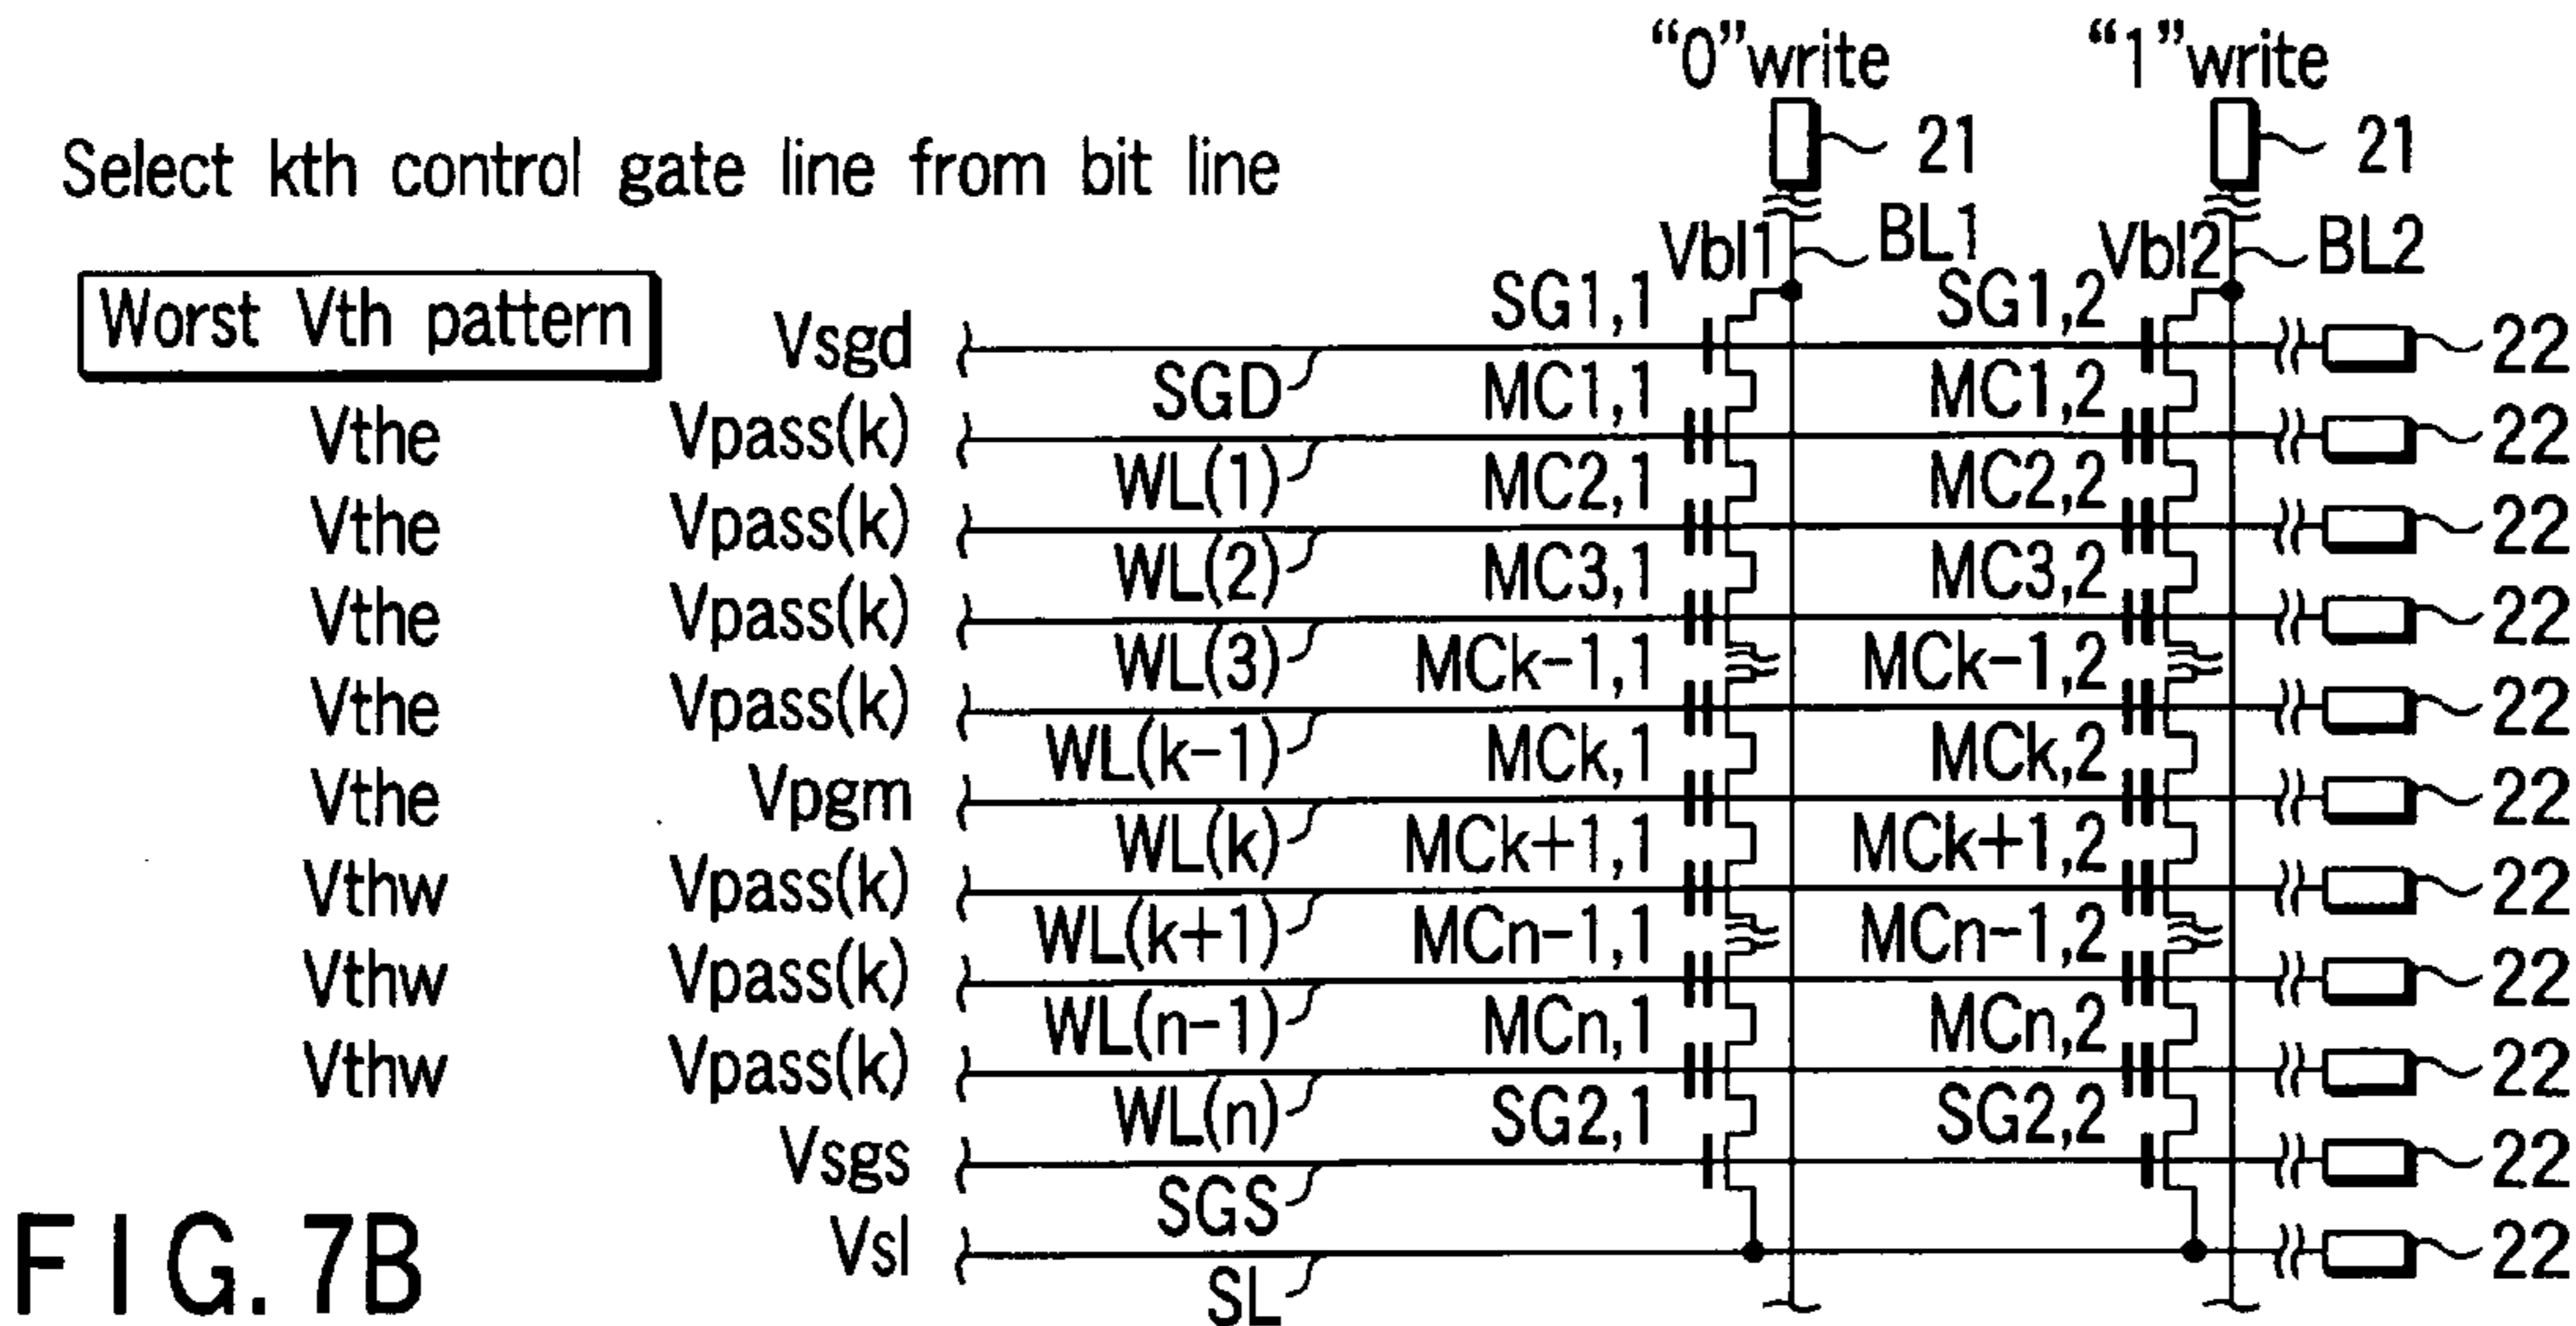 “0”write “1”write
Select kth control gate line from bit line 21 21
Vbl1 BL1 Vbl2 BL2
Worst Vth pattern Vsgd SGD SG1,1 SG1,2 22
Vthe Vpass(k) WL(1) MC1,1 MC1,2 22
Vthe Vpass(k) WL(2) MC2,1 MC2,2 22
Vthe Vpass(k) WL(3) MC3,1 MC3,2 22
Vthe Vpass(k) WL(k-1) MCk-1,1 MCk-1,2 22
Vthe Vpgm WL(k) MCk,1 MCk,2 22
Vthw Vpass(k) WL(k+1) MCk+1,1 MCk+1,2 22
Vthw Vpass(k) WL(n-1) MCn-1,1 MCn-1,2 22
Vthw Vpass(k) WL(n) MCn,1 MCn,2 22
Vsgs SGS SG2,1 SG2,2 22
Vsl SL 22
FIG. 7B